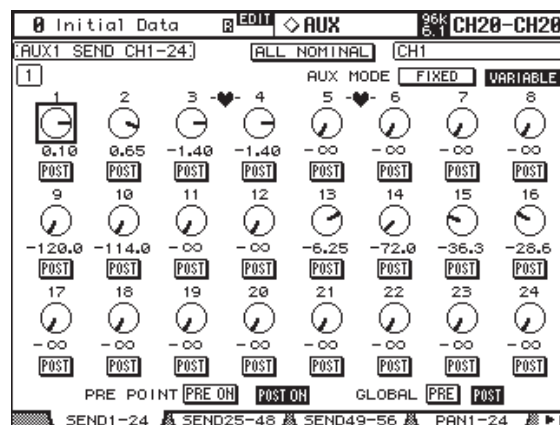 0 Initial Data EDIT AUX 96K 6.1 CH20-CH20
AUX1 SEND CH1-24 ALL NOMINAL CH1
1 AUX MODE FIXED VARIABLE
1 2 3 4 5 6 7 8
0.10 0.65 -1.40 -1.40 -∞ -∞ -∞ -∞
POST POST POST POST POST POST POST POST
9 10 11 12 13 14 15 16
-120.0 -114.0 -∞ -∞ -6.25 -72.0 -36.3 -28.6
POST POST POST POST POST POST POST POST
17 18 19 20 21 22 23 24
-∞ -∞ -∞ -∞ -∞ -∞ -∞ -∞
POST POST POST POST POST POST POST POST
PRE POINT PRE ON POST ON GLOBAL PRE POST
SEND1-24 SEND25-48 SEND49-56 PAN1-24